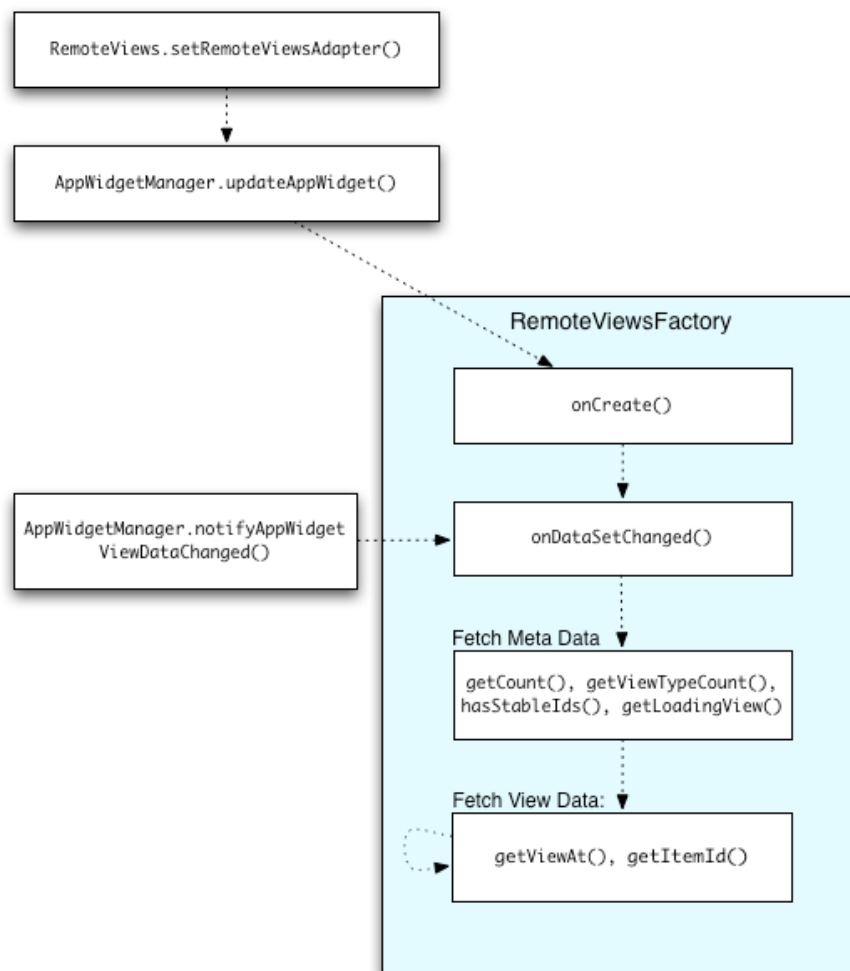 RemoteViews.setRemoteViewsAdapter()
AppWidgetManager.updateAppWidget()
RemoteViewsFactory
onCreate()
AppWidgetManager.notifyAppWidget
ViewDataChanged()
onDataSetChanged()
Fetch Meta Data
getCount(), getViewTypeCount(),
hasStableIds(), getLoadingView()
Fetch View Data:
getViewAt(), getItemId()